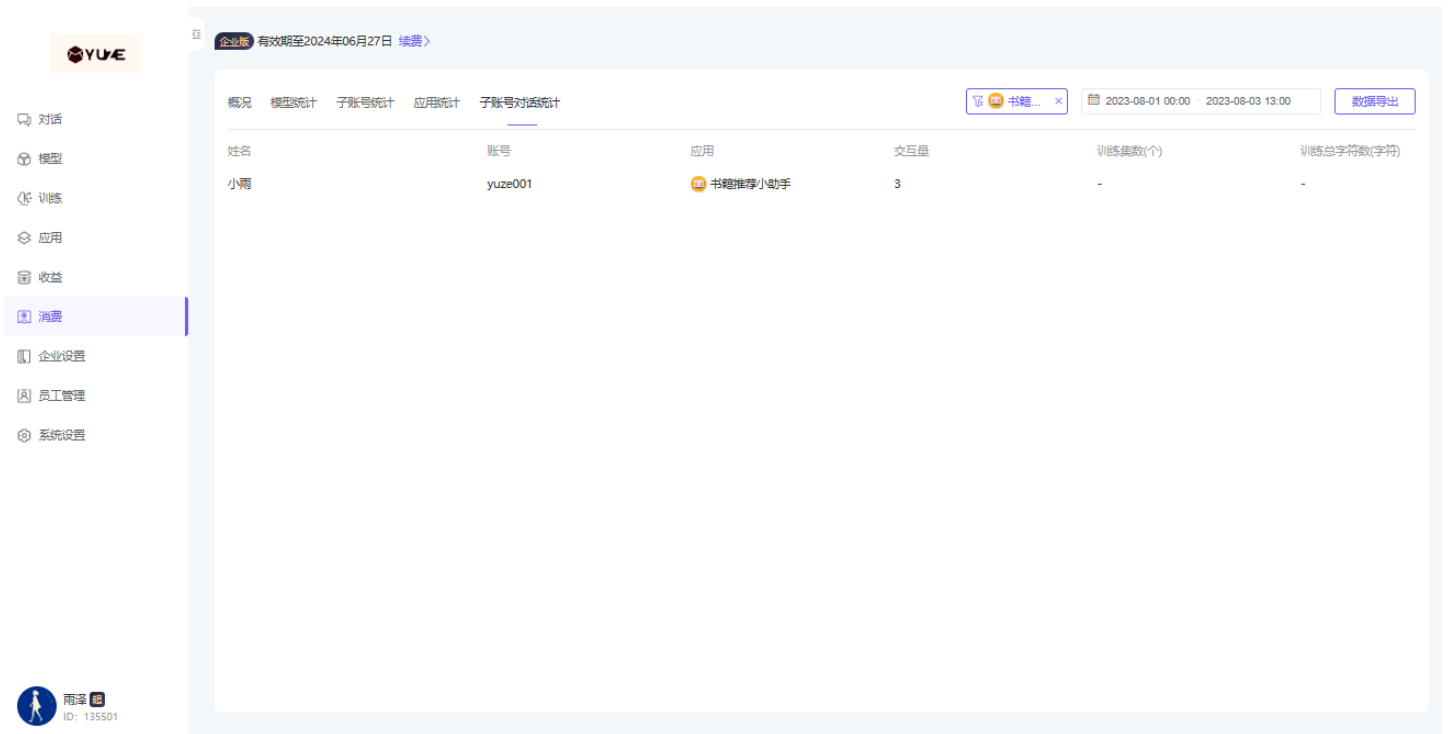 YUZE
企业版 有效期至2024年06月27日 续费>
概况 模型统计 子账号统计 应用统计 子账号对话统计 书籍... × 2023-08-01 00:00 - 2023-08-03 13:00 数据导出
姓名 账号 应用 交互量 训练集数(个) 训练总字符数(字符)
小雨 yuze001 书籍推荐小助手 3 - -
对话
模型
训练
应用
收益
消费
企业设置
员工管理
系统设置
雨泽 超
ID: 135501